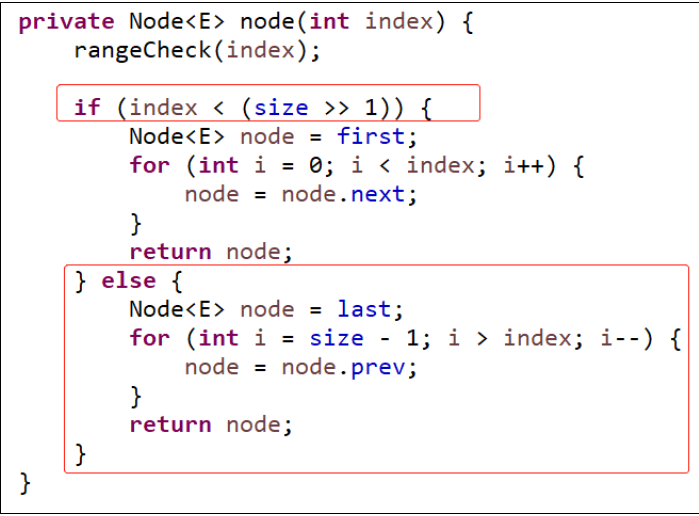 private Node<E> node(int index) {
    rangeCheck(index);

    if (index < (size >> 1)) {
        Node<E> node = first;
        for (int i = 0; i < index; i++) {
            node = node.next;
        }
        return node;
    } else {
        Node<E> node = last;
        for (int i = size - 1; i > index; i--) {
            node = node.prev;
        }
        return node;
    }
}